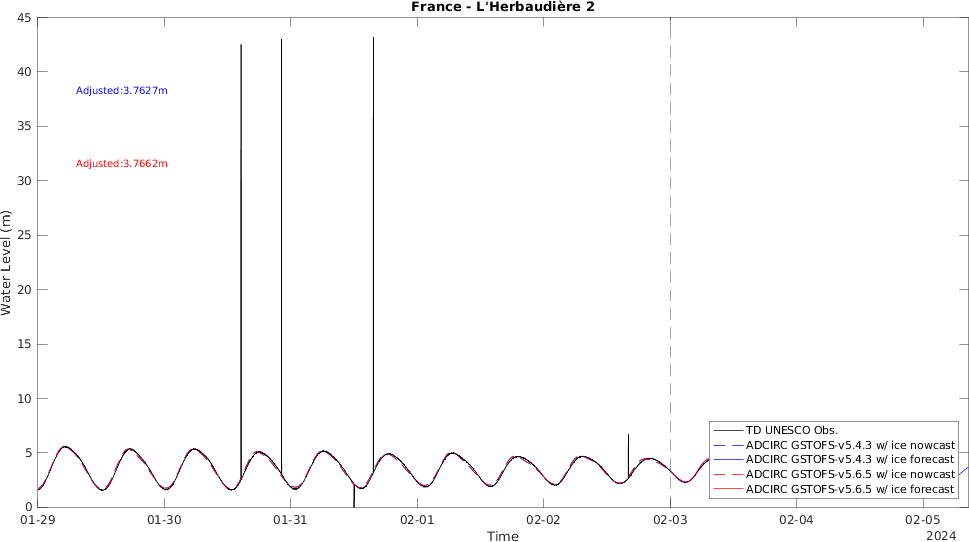 France - L'Herbaudière 2
45
40
35
30
25
20
15
10
5
0
Water Level (m)
Adjusted:3.7627m
Adjusted:3.7662m
TD UNESCO Obs.
ADCIRC GSTOFS-v5.4.3 w/ ice nowcast
ADCIRC GSTOFS-v5.4.3 w/ ice forecast
ADCIRC GSTOFS-v5.6.5 w/ ice nowcast
ADCIRC GSTOFS-v5.6.5 w/ ice forecast
01-29 01-30 01-31 02-01 02-02 02-03 02-04 02-05
Time
2024